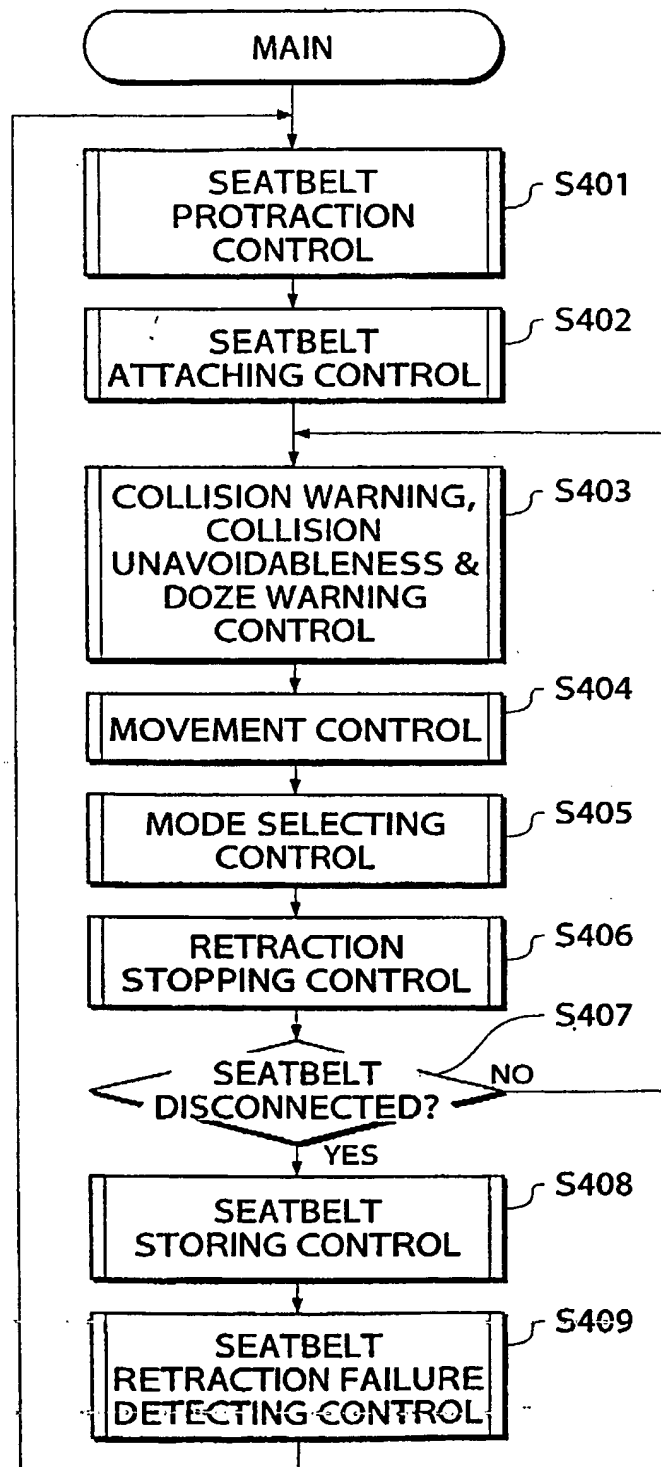 MAIN
SEATBELT
PROTRACTION
CONTROL
S401
SEATBELT
ATTACHING CONTROL
S402
COLLISION WARNING,
COLLISION
UNAVOIDABLENESS &
DOZE WARNING
CONTROL
S403
MOVEMENT CONTROL
S404
MODE SELECTING
CONTROL
S405
RETRACTION
STOPPING CONTROL
S406
SEATBELT
DISCONNECTED?
S407
NO
YES
SEATBELT
STORING CONTROL
S408
SEATBELT
RETRACTION FAILURE
DETECTING CONTROL
S409